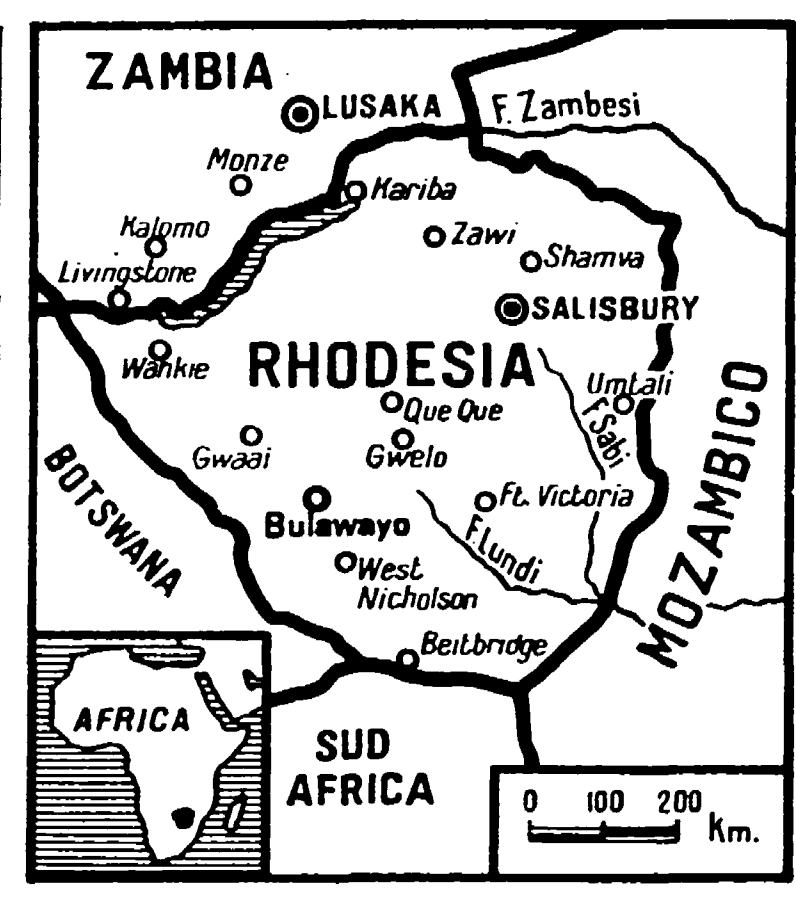 ZAMBIA
LUSAKA
F. Zambesi
Monze
Kariba
Kalomo
Zawi
Shamva
Livingstone
SALISBURY
Wankie
RHODESIA
Umtali
Que Que
F. Sabi
Gwaai
Gwelo
MOZAMBICO
BOTSWANA
Bulawayo
Ft. Victoria
F. Lundi
West
Nicholson
Beitbridge
AFRICA
SUD
AFRICA
0 100 200
Km.